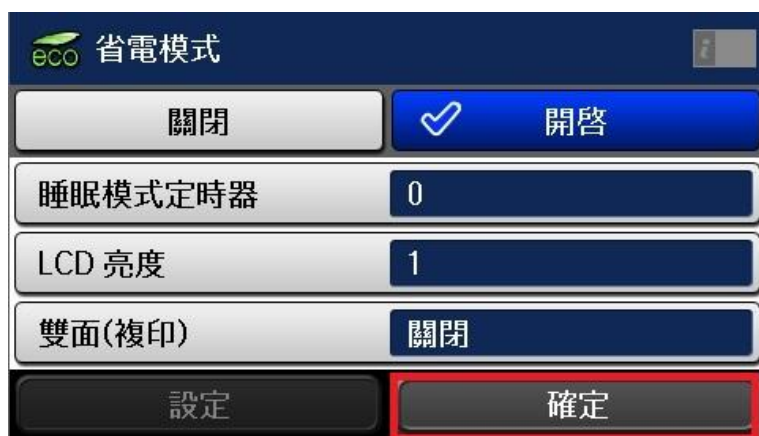 eco 省電模式 i
關閉 開啓
睡眠模式定時器 0
LCD 亮度 1
雙面(複印) 關閉
設定 確定